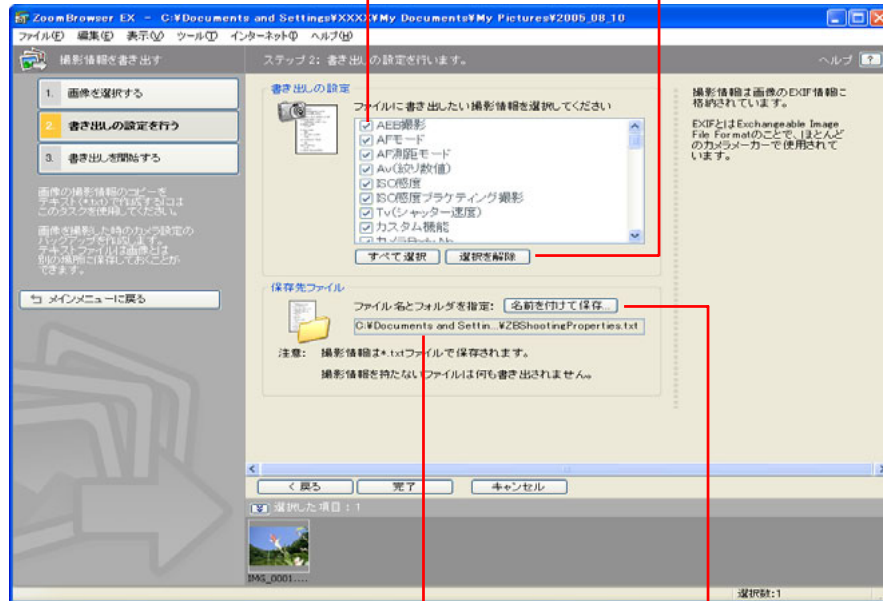 ZoomBrowser EX - C:¥Documents and Settings¥XXXX¥My Documents¥My Pictures¥2005_08_10
ファイル(F) 編集(E) 表示(V) ツール(T) インターネット(I) ヘルプ(H)
撮影情報を書き出す
ステップ 2: 書き出しの設定を行います。
ヘルプ ?
1. 画像を選択する
2. 書き出しの設定を行う
3. 書き出しを開始する
画像の撮影情報のコピーを
テキスト(*.txt)で作成するには
このタスクを使用してください。
画像を撮影した時のカメラ設定の
バックアップを作成します。
テキストファイルは画像とは
別の場所に保存しておくことが
できます。
メインメニューに戻る
書き出しの設定
ファイルに書き出したい撮影情報を選択してください
AEB撮影
AFモード
AF測距モード
Av(絞り数値)
ISO感度
ISO感度ブラケティング撮影
Tv(シャッター速度)
カスタム機能
カメラBody No.
すべて選択
選択を解除
保存先ファイル
ファイル名とフォルダを指定:
名前を付けて保存...
C:¥Documents and Settin...¥ZBShootingProperties.txt
注意: 撮影情報は*.txtファイルで保存されます。
撮影情報を持たないファイルは何も書き出されません。
撮影情報は画像のEXIF情報に
格納されています。
EXIFとはExchangeable Image
File Formatのことで、ほとんど
のカメラメーカーで使用されて
います。
< 戻る
完了
キャンセル
選択した項目 : 1
IMG_0001....
選択数:1